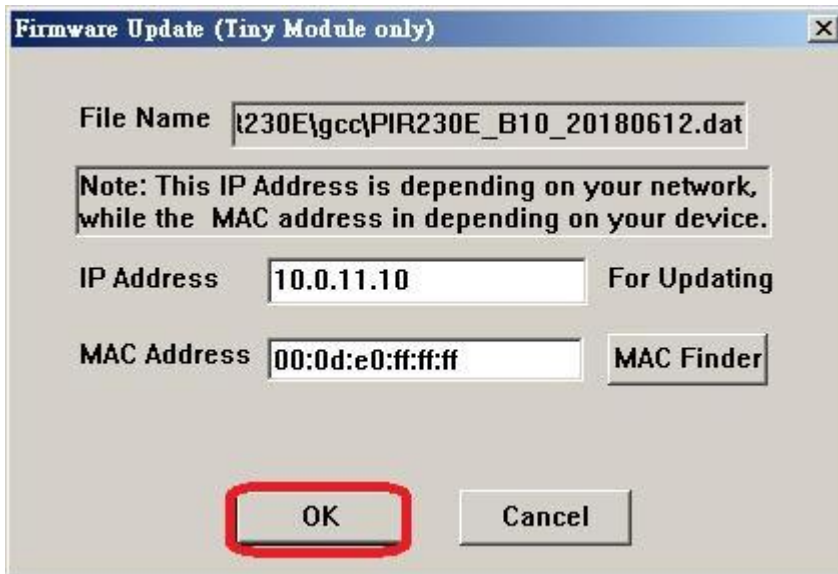 Firmware Update (Tiny Module only)
File Name
230E\gcc\PIR230E_B10_20180612.dat
Note: This IP Address is depending on your network,
while the  MAC address in depending on your device.
IP Address 10.0.11.10 For Updating
MAC Address 00:0d:e0:ff:ff:ff MAC Finder
OK Cancel